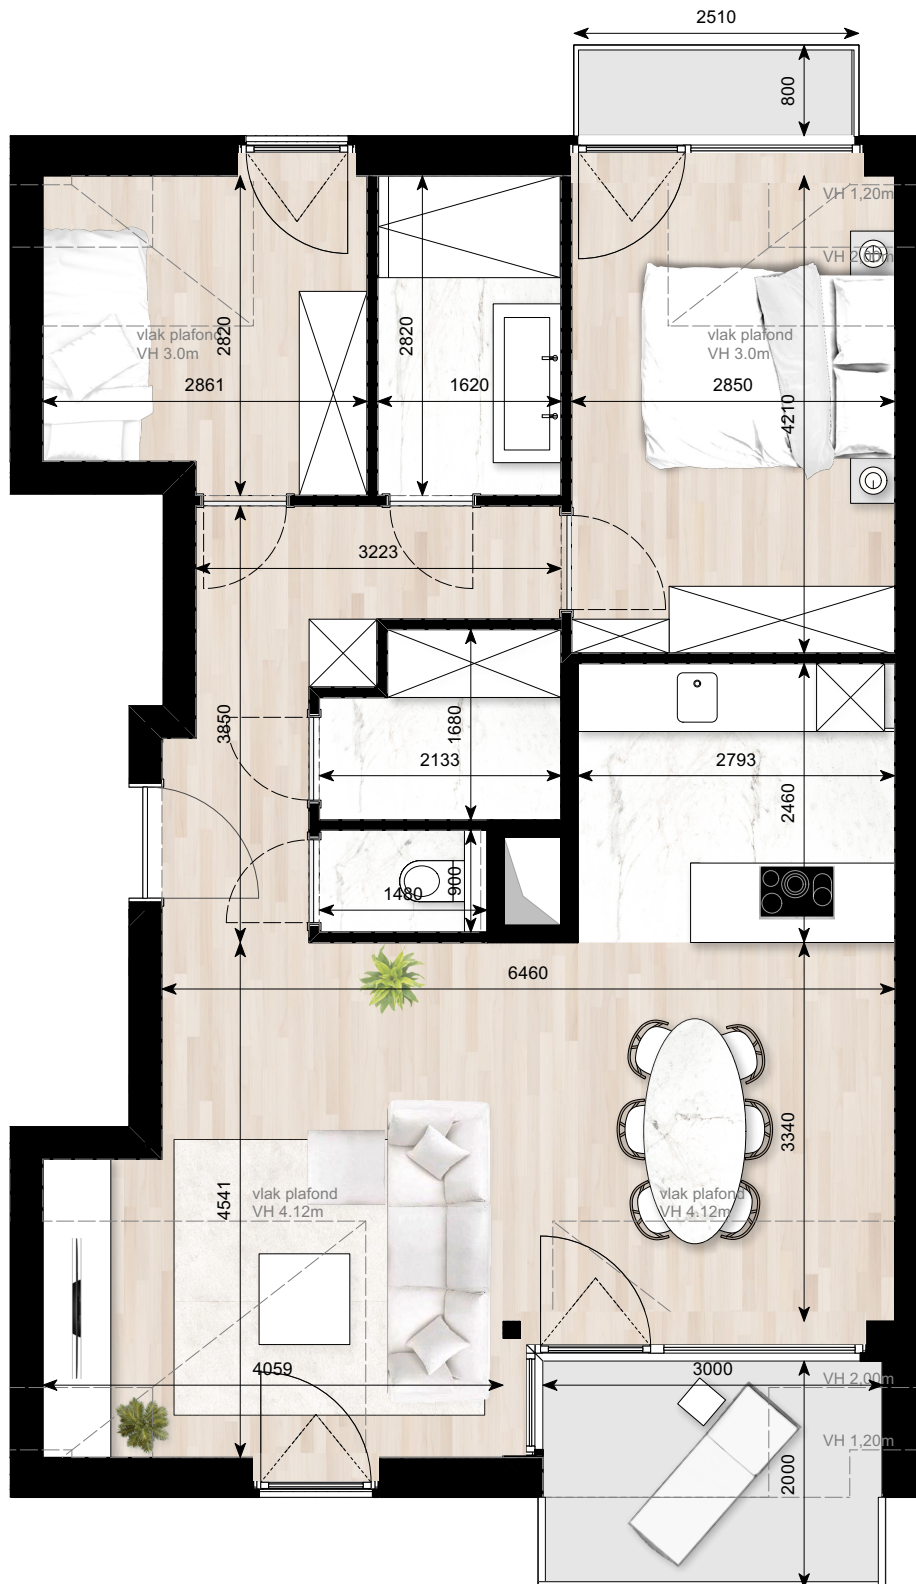 2510
800
VH 1,20m
VH 2.00m
vlak plafond
VH 3.0m
2820
2861
2820
1620
vlak plafond
VH 3.0m
2850
4210
3223
3850
1680
2133
2793
2460
900
1480
6460
3340
4541
vlak plafond
VH 4.12m
vlak plafond
VH 4.12m
4059
3000
VH 2,00m
VH 1,20m
2000